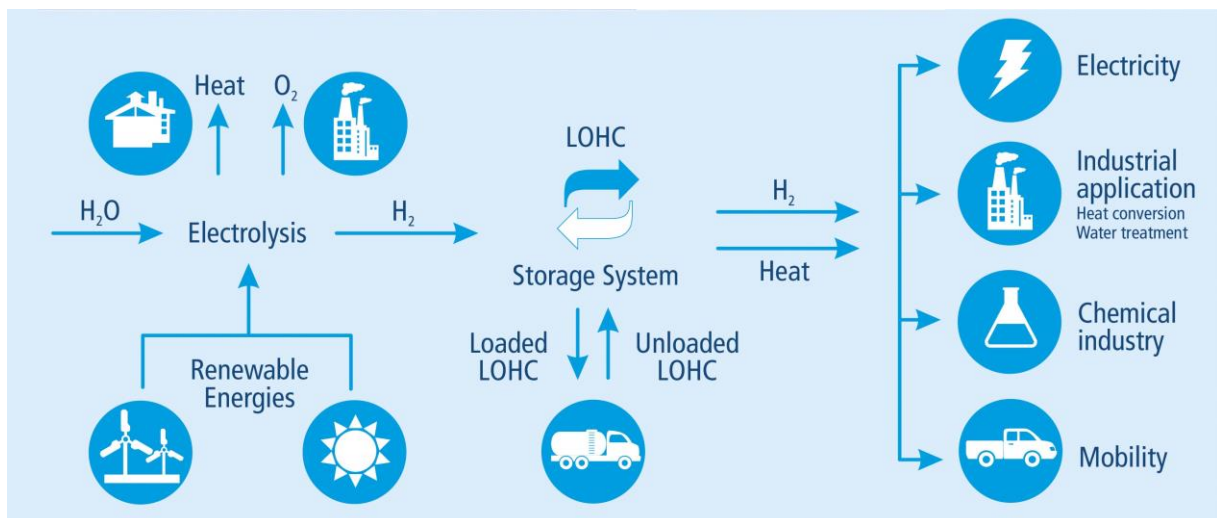 Heat
O₂
H₂O
Electrolysis
H₂
Renewable
Energies
LOHC
Storage System
Loaded
LOHC
Unloaded
LOHC
H₂
Heat
Electricity
Industrial
application
Heat conversion
Water treatment
Chemical
industry
Mobility